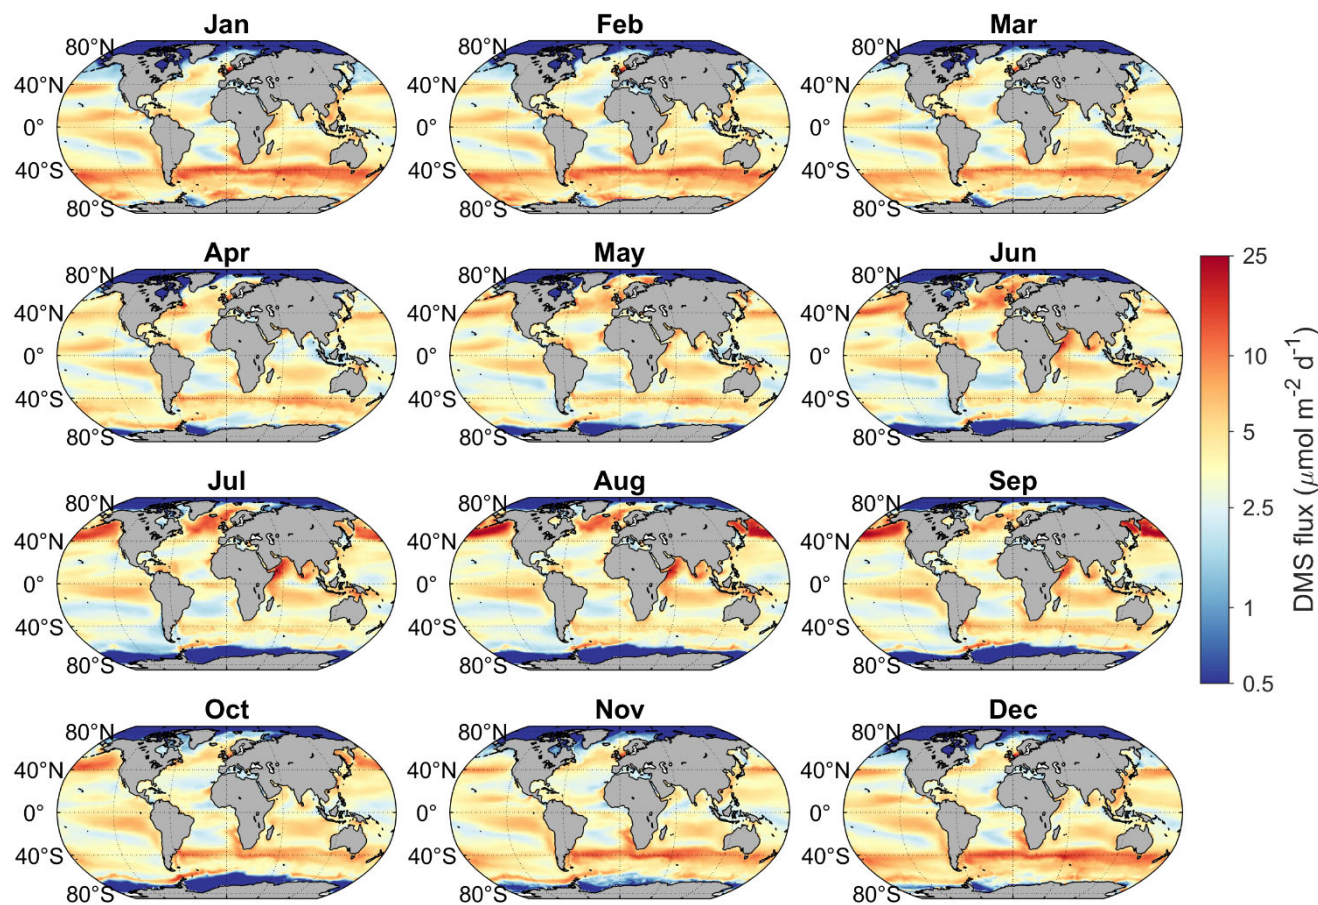 Jan Feb Mar
80°N 80°N 80°N
40°N 40°N 40°N
0° 0° 0°
40°S 40°S 40°S
80°S 80°S 80°S
Apr May Jun
80°N 80°N 80°N
40°N 40°N 40°N
0° 0° 0°
40°S 40°S 40°S
80°S 80°S 80°S
Jul Aug Sep
80°N 80°N 80°N
40°N 40°N 40°N
0° 0° 0°
40°S 40°S 40°S
80°S 80°S 80°S
Oct Nov Dec
80°N 80°N 80°N
40°N 40°N 40°N
0° 0° 0°
40°S 40°S 40°S
80°S 80°S 80°S
25
10
5
2.5
1
0.5
DMS flux (μmol m⁻² d⁻¹)